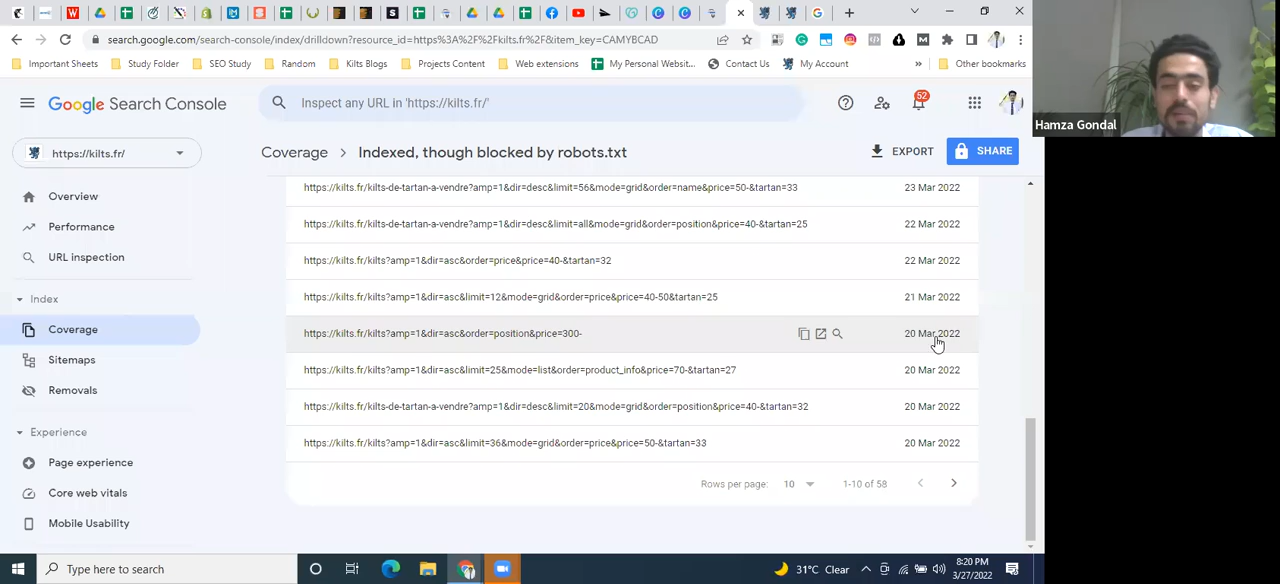 52
search.google.com/search-console/index/drilldown?resource_id=https%3A%2F%2Fkilts.fr%2F&item_key=CAMYBCAD
Important Sheets
Study Folder
SEO Study
Random
Kilts Blogs
Projects Content
Web extensions
My Personal Websit...
Contus Us
My Account
»
Other bookmarks
Google Search Console
Inspect any URL in 'https://kilts.fr/'
Hamza Gondal
https://kilts.fr/
Coverage > Indexed, though blocked by robots.txt
EXPORT
SHARE
Overview
Performance
URL inspection
Index
Coverage
Sitemaps
Removals
Experience
Page experience
Core web vitals
Mobile Usability
https://kilts.fr/kilts-de-tartan-a-vendre?amp=1&dir=desc&limit=56&mode=grid&order=name&price=50-&tartan=33 23 Mar 2022
https://kilts.fr/kilts-de-tartan-a-vendre?amp=1&dir=desc&limit=all&mode=grid&order=position&price=40-&tartan=25 22 Mar 2022
https://kilts.fr/kilts?amp=1&dir=asc&order=price&price=40-&tartan=32 22 Mar 2022
https://kilts.fr/kilts?amp=1&dir=asc&limit=12&mode=grid&order=price&price=40-50&tartan=25 21 Mar 2022
https://kilts.fr/kilts?amp=1&dir=asc&order=position&price=300- 20 Mar 2022
https://kilts.fr/kilts?amp=1&dir=asc&limit=25&mode=list&order=product_info&price=70-&tartan=27 20 Mar 2022
https://kilts.fr/kilts-de-tartan-a-vendre?amp=1&dir=desc&limit=20&mode=grid&order=position&price=40-&tartan=32 20 Mar 2022
https://kilts.fr/kilts?amp=1&dir=asc&limit=36&mode=grid&order=price&price=50-&tartan=33 20 Mar 2022
Rows per page: 10 1-10 of 58
Type here to search
31°C Clear
8:20 PM
3/27/2022